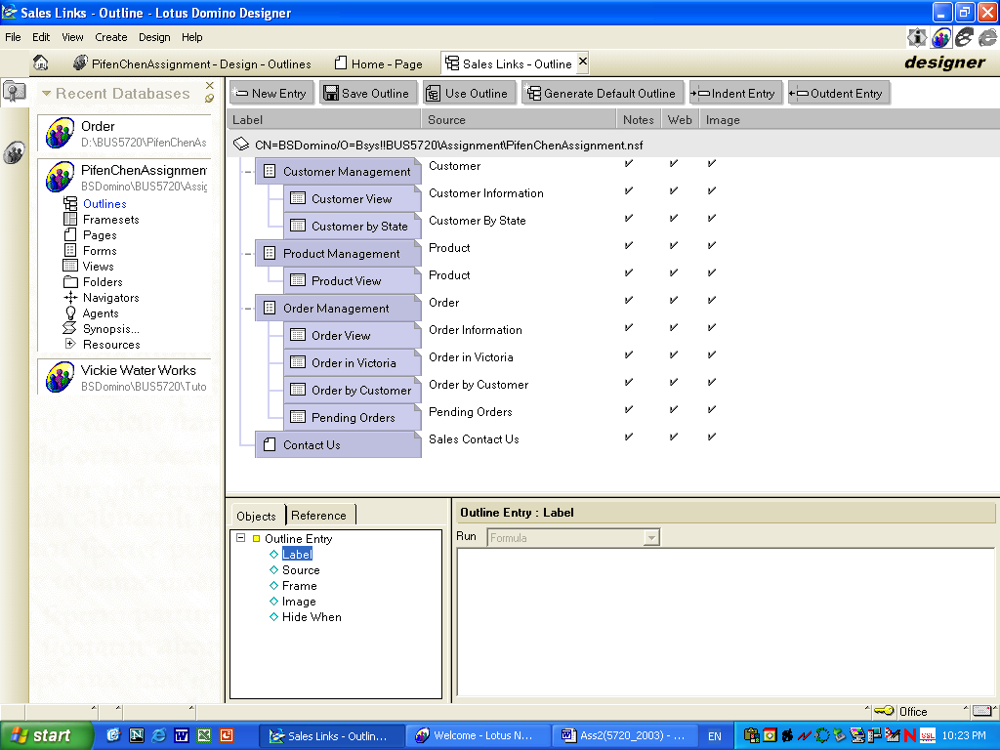 Sales Links - Outline - Lotus Domino Designer
File Edit View Create Design Help
PifenChenAssignment - Design - Outlines Home - Page Sales Links - Outline designer
Recent Databases
Order
D:\BUS5720\PifenChenAs
PifenChenAssignment
BSDomino\BUS5720\Assig
Outlines
Framesets
Pages
Forms
Views
Folders
Navigators
Agents
Synopsis...
Resources
Vickie Water Works
BSDomino\BUS5720\Tuto
New Entry Save Outline Use Outline Generate Default Outline Indent Entry Outdent Entry
Label Source Notes Web Image
CN=BSDomino/O=Bsys!!BUS5720\Assignment\PifenChenAssignment.nsf
Customer Management Customer
Customer View Customer Information
Customer by State Customer By State
Product Management Product
Product View Product
Order Management Order
Order View Order Information
Order in Victoria Order in Victoria
Order by Customer Order by Customer
Pending Orders Pending Orders
Contact Us Sales Contact Us
Objects Reference
Outline Entry
Label
Source
Frame
Image
Hide When
Outline Entry : Label
Run Formula
Office
start Sales Links - Outlin... Welcome - Lotus N... Ass2(5720_2003) - ... EN 10:23 PM